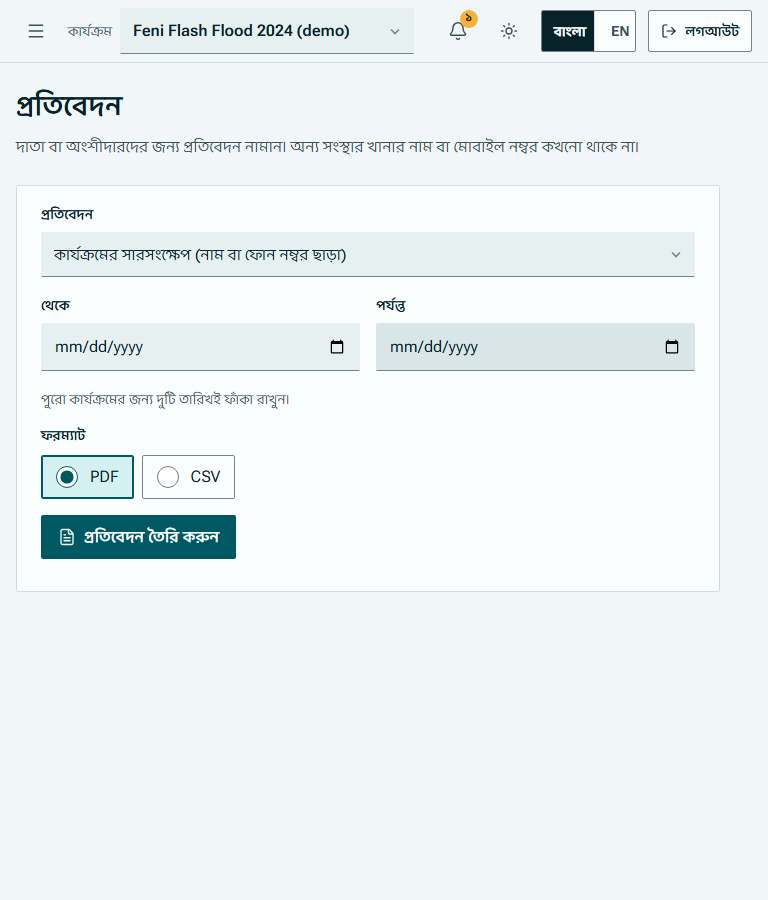 কার্যক্রম
Feni Flash Flood 2024 (demo)
১
বাংলা
EN
লগআউট
প্রতিবেদন
দাতা বা অংশীদারদের জন্য প্রতিবেদন নামান। অন্য সংস্থার খানার নাম বা মোবাইল নম্বর কখনো থাকে না।
প্রতিবেদন
কার্যক্রমের সারসংক্ষেপ (নাম বা ফোন নম্বর ছাড়া)
থেকে
পর্যন্ত
mm/dd/yyyy
mm/dd/yyyy
পুরো কার্যক্রমের জন্য দুটি তারিখই ফাঁকা রাখুন।
ফরম্যাট
PDF
CSV
প্রতিবেদন তৈরি করুন